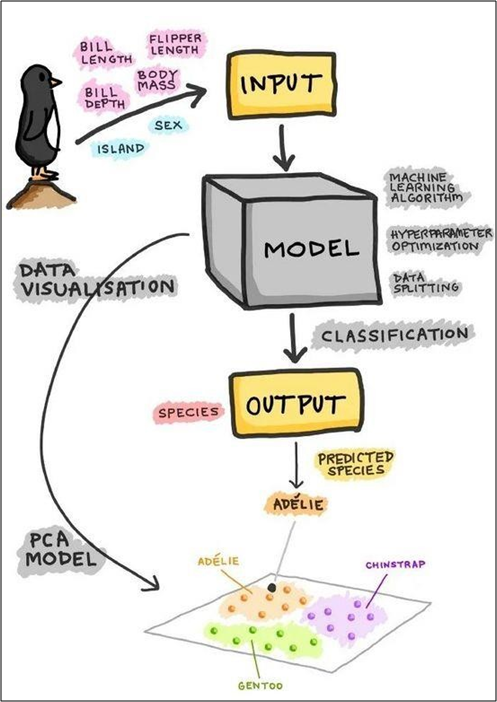 BILL
LENGTH
FLIPPER
LENGTH
BILL
DEPTH
BODY
MASS
SEX
ISLAND
INPUT
MODEL
MACHINE
LEARNING
ALGORITHM
HYPERPARAMETER
OPTIMIZATION
DATA
SPLITTING
DATA
VISUALISATION
CLASSIFICATION
SPECIES
OUTPUT
PREDICTED
SPECIES
ADÉLIE
PCA
MODEL
ADÉLIE
CHINSTRAP
GENTOO